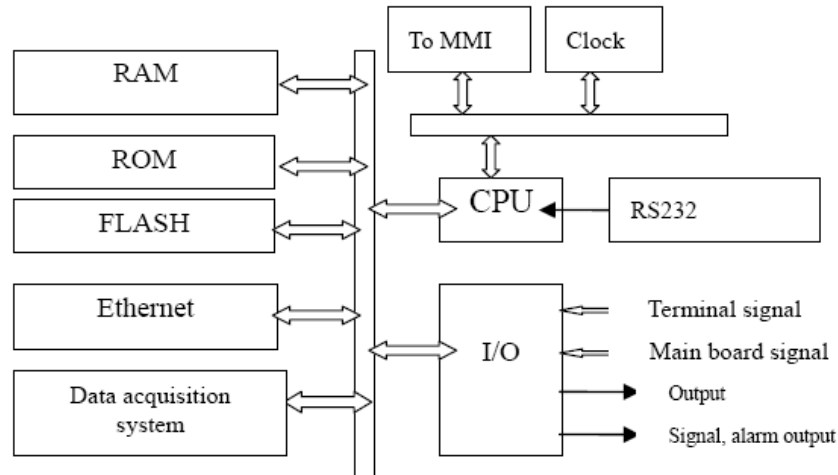 To MMI
Clock
RAM
ROM
FLASH
Ethernet
Data acquisition
system
CPU
RS232
I/O
Terminal signal
Main board signal
Output
Signal, alarm output